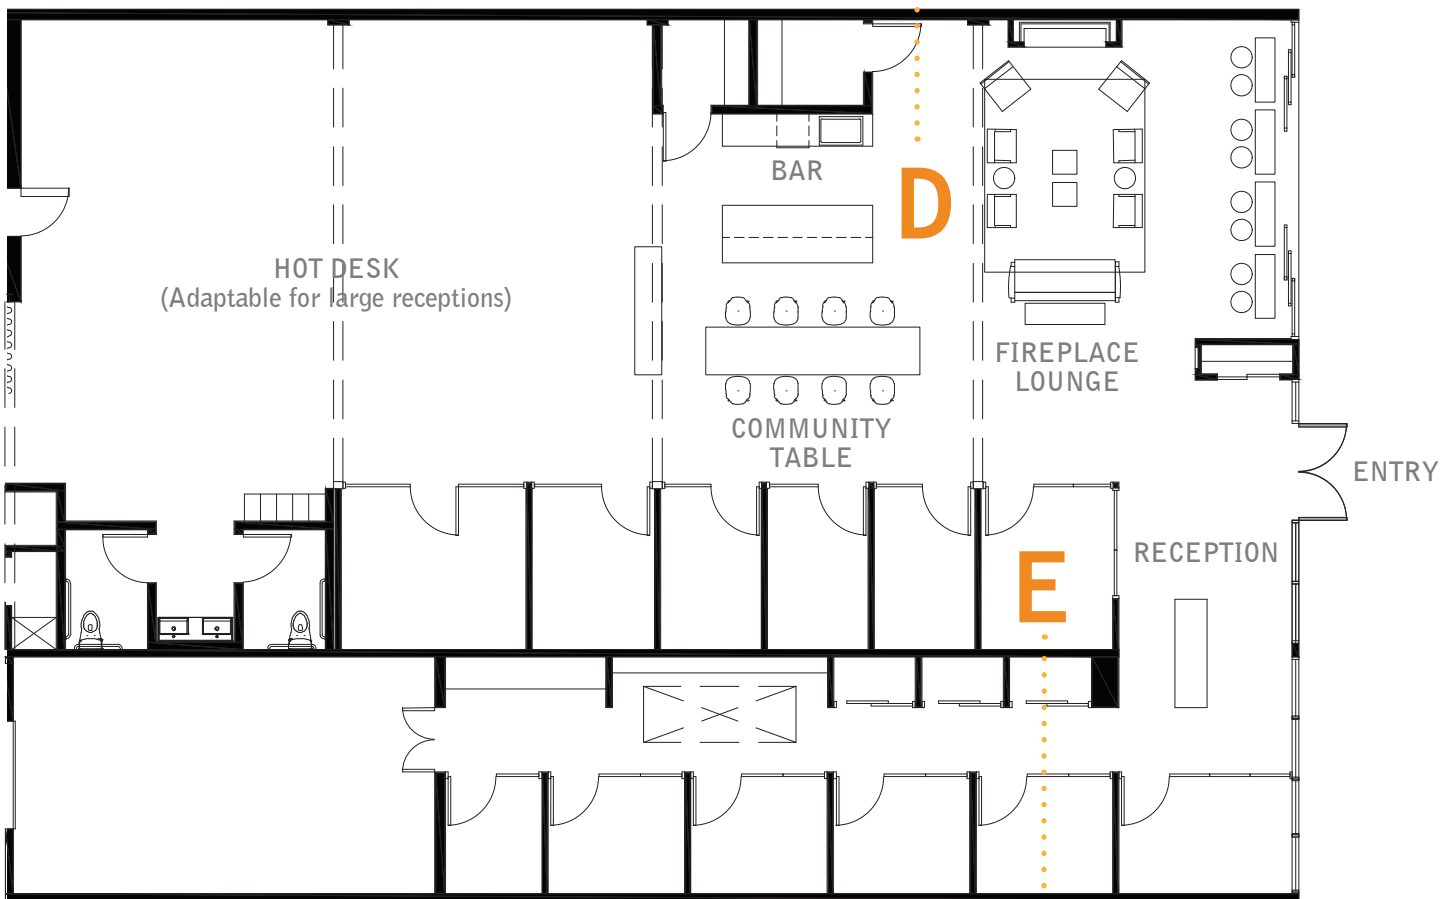 BAR
D
HOT DESK
(Adaptable for large receptions)
FIREPLACE
LOUNGE
COMMUNITY
TABLE
ENTRY
RECEPTION
E